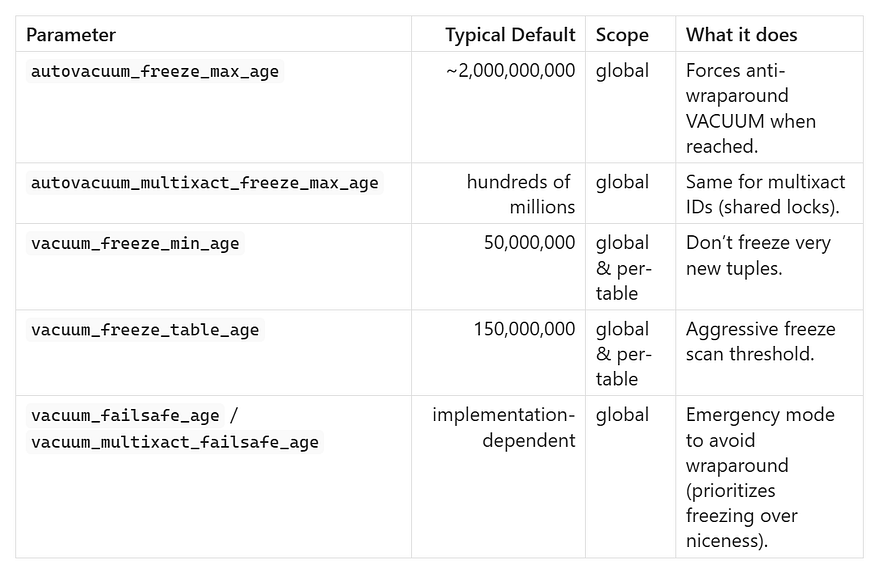 Parameter Typical Default Scope What it does
autovacuum_freeze_max_age ~2,000,000,000 global Forces anti-
wraparound
VACUUM when
reached.
autovacuum_multixact_freeze_max_age hundreds of global Same for multixact
millions IDs (shared locks).
vacuum_freeze_min_age 50,000,000 global Don’t freeze very
& per- new tuples.
table
vacuum_freeze_table_age 150,000,000 global Aggressive freeze
& per- scan threshold.
table
vacuum_failsafe_age / implementation- global Emergency mode
vacuum_multixact_failsafe_age dependent to avoid
wraparound
(prioritizes
freezing over
niceness).